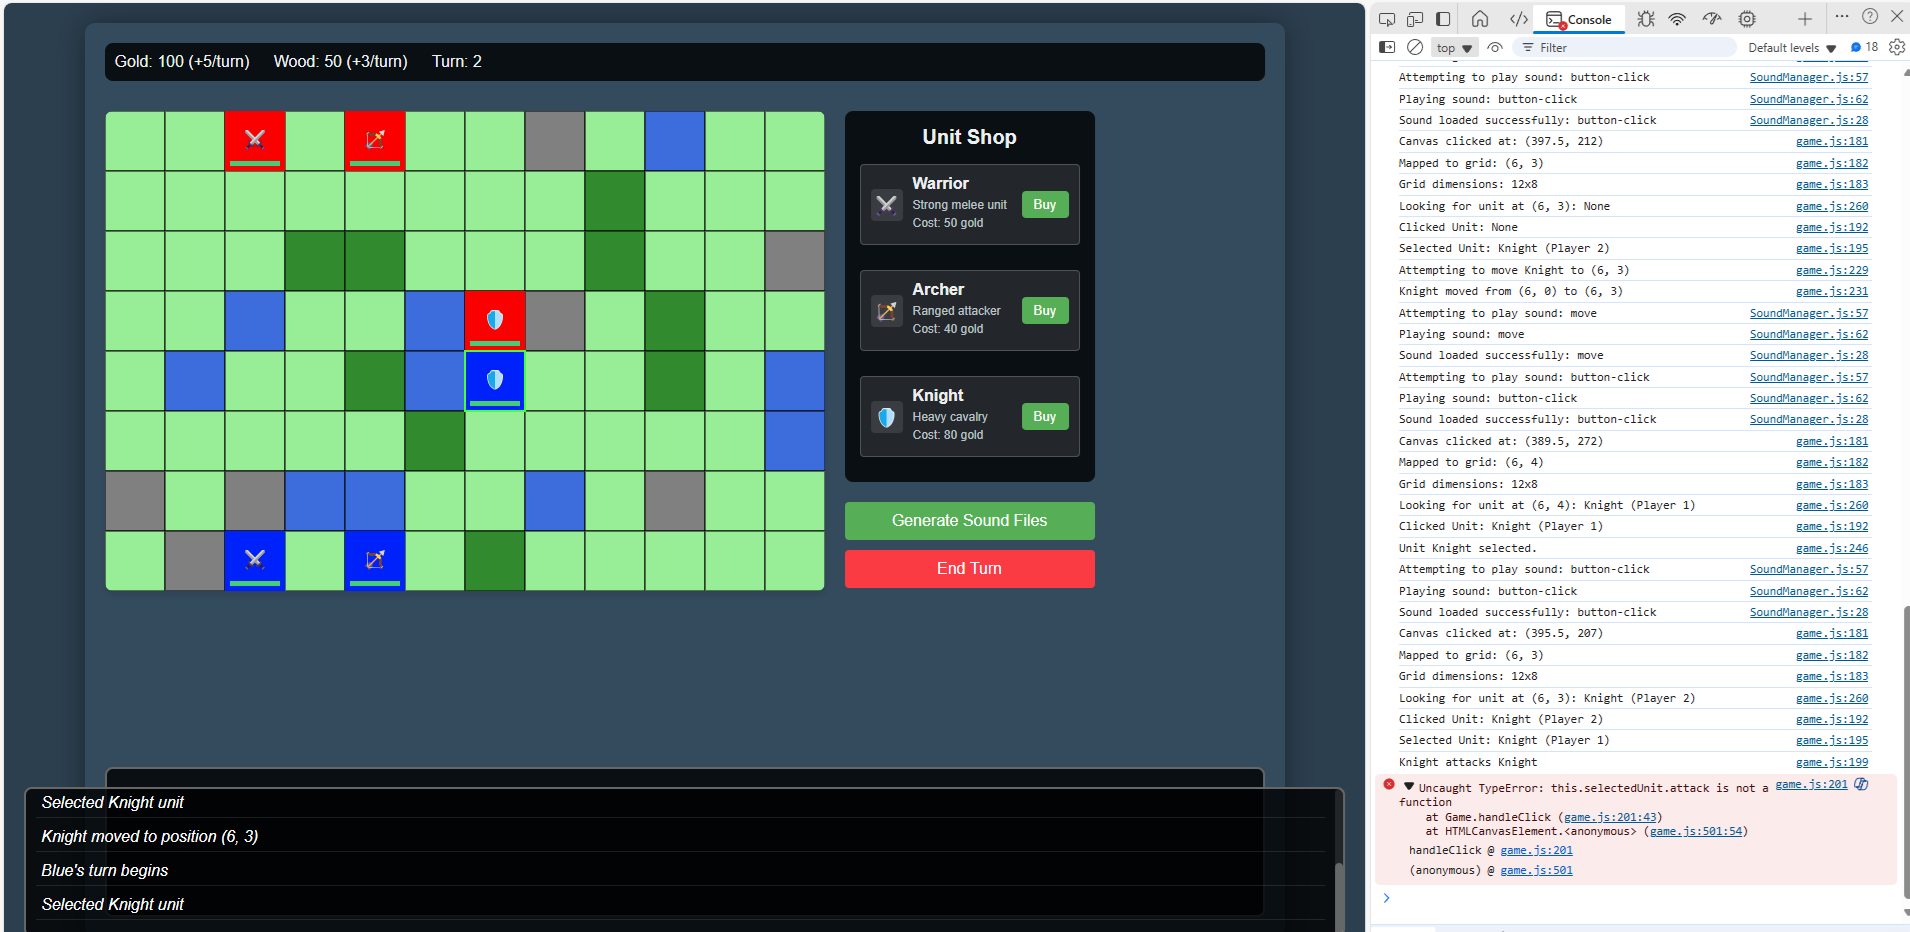 Gold: 100 (+5/turn) Wood: 50 (+3/turn) Turn: 2
Unit Shop
Warrior
Strong melee unit
Cost: 50 gold
Buy
Archer
Ranged attacker
Cost: 40 gold
Buy
Knight
Heavy cavalry
Cost: 80 gold
Buy
Generate Sound Files
End Turn
Selected Knight unit
Knight moved to position (6, 3)
Blue's turn begins
Selected Knight unit
Console
top
Filter
Default levels
18
Attempting to play sound: button-click SoundManager.js:57
Playing sound: button-click SoundManager.js:62
Sound loaded successfully: button-click SoundManager.js:28
Canvas clicked at: (397.5, 212) game.js:181
Mapped to grid: (6, 3) game.js:182
Grid dimensions: 12x8 game.js:183
Looking for unit at (6, 3): None game.js:260
Clicked Unit: None game.js:192
Selected Unit: Knight (Player 2) game.js:195
Attempting to move Knight to (6, 3) game.js:229
Knight moved from (6, 0) to (6, 3) game.js:231
Attempting to play sound: move SoundManager.js:57
Playing sound: move SoundManager.js:62
Sound loaded successfully: move SoundManager.js:28
Attempting to play sound: button-click SoundManager.js:57
Playing sound: button-click SoundManager.js:62
Sound loaded successfully: button-click SoundManager.js:28
Canvas clicked at: (389.5, 272) game.js:181
Mapped to grid: (6, 4) game.js:182
Grid dimensions: 12x8 game.js:183
Looking for unit at (6, 4): Knight (Player 1) game.js:260
Clicked Unit: Knight (Player 1) game.js:192
Unit Knight selected. game.js:246
Attempting to play sound: button-click SoundManager.js:57
Playing sound: button-click SoundManager.js:62
Sound loaded successfully: button-click SoundManager.js:28
Canvas clicked at: (395.5, 207) game.js:181
Mapped to grid: (6, 3) game.js:182
Grid dimensions: 12x8 game.js:183
Looking for unit at (6, 3): Knight (Player 2) game.js:260
Clicked Unit: Knight (Player 2) game.js:192
Selected Unit: Knight (Player 1) game.js:195
Knight attacks Knight game.js:199
Uncaught TypeError: this.selectedUnit.attack is not a game.js:201
function
at Game.handleClick (game.js:201:43)
at HTMLCanvasElement.<anonymous> (game.js:501:54)
handleClick @ game.js:201
(anonymous) @ game.js:501